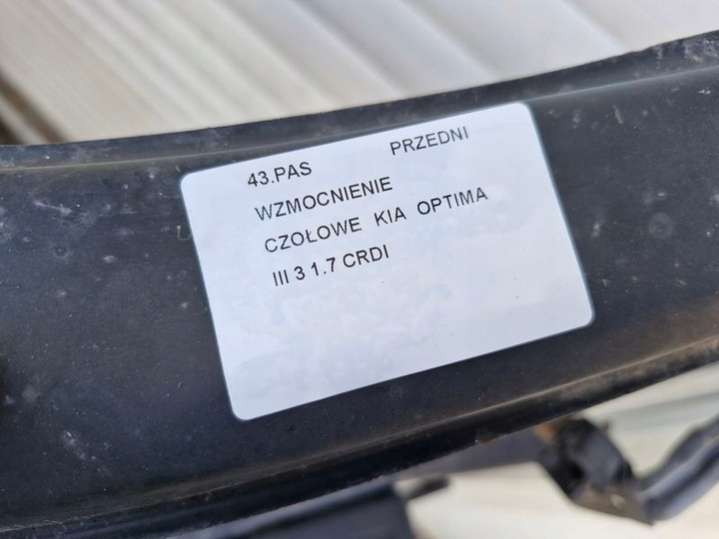 43.PAS PRZEDNI
WZMOCNIENIE
CZOŁOWE KIA OPTIMA
III 3 1.7 CRDI